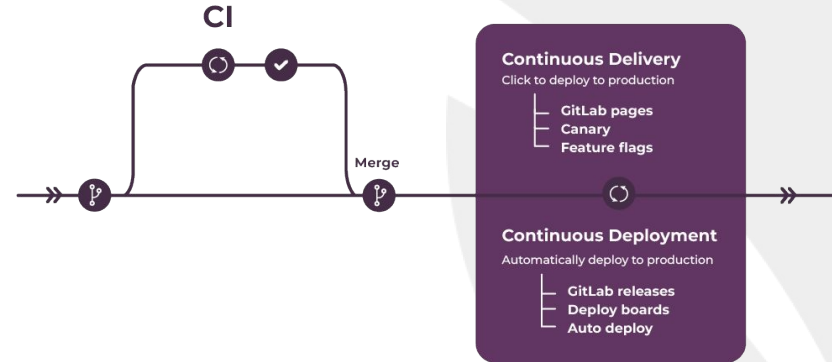 CI
Merge
Continuous Delivery
Click to deploy to production
GitLab pages
Canary
Feature flags
Continuous Deployment
Automatically deploy to production
GitLab releases
Deploy boards
Auto deploy